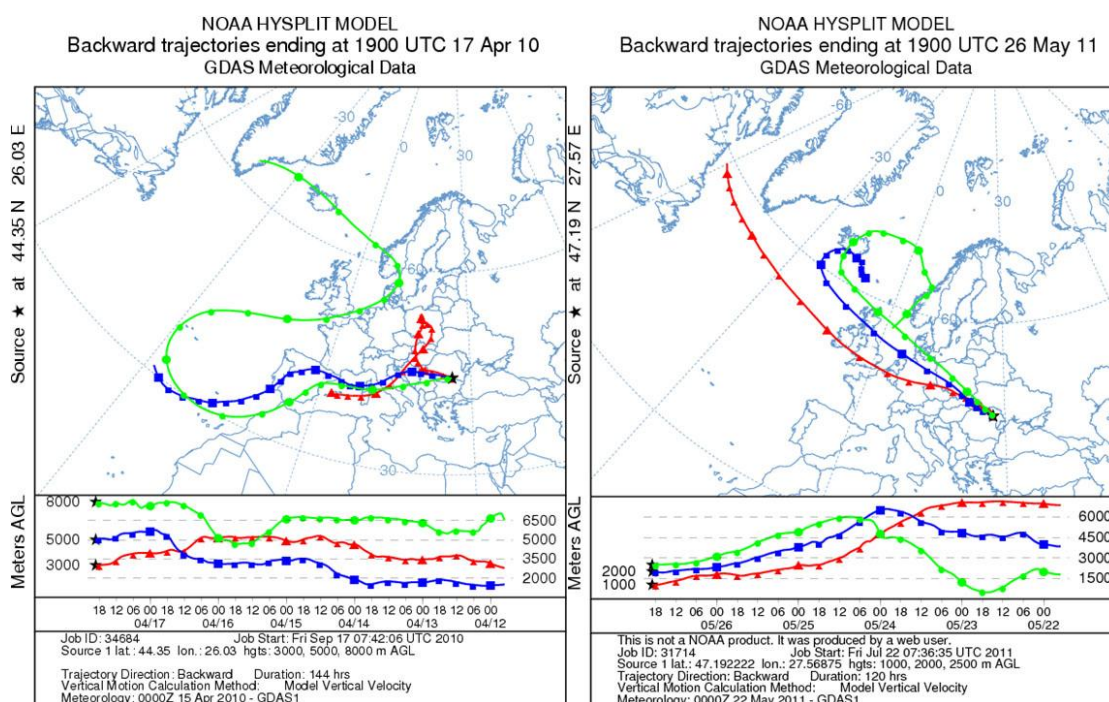 NOAA HYSPLIT MODEL
Backward trajectories ending at 1900 UTC 17 Apr 10
GDAS Meteorological Data
Source ★ at 44.35 N 26.03 E
-30
0
30
60
30
Meters AGL
8000
5000
3000
6500
5000
3500
2000
18 12 06 00 18 12 06 00 18 12 06 00 18 12 06 00 18 12 06 00 18 12 06 00
04/17 04/16 04/15 04/14 04/13 04/12
Job ID: 34684 Job Start: Fri Sep 17 07:42:06 UTC 2010
Source 1 lat.: 44.35 lon.: 26.03 hgts: 3000, 5000, 8000 m AGL
Trajectory Direction: Backward Duration: 144 hrs
Vertical Motion Calculation Method: Model Vertical Velocity
Meteorology: 0000Z 15 Apr 2010 - GDAS1
NOAA HYSPLIT MODEL
Backward trajectories ending at 1900 UTC 26 May 11
GDAS Meteorological Data
Source ★ at 47.19 N 27.57 E
-60
-30
0
30
60
60
Meters AGL
2000
1000
6000
4500
3000
1500
18 12 06 00 18 12 06 00 18 12 06 00 18 12 06 00 18 12 06 00
05/26 05/25 05/24 05/23 05/22
This is not a NOAA product. It was produced by a web user.
Job ID: 31714 Job Start: Fri Jul 22 07:36:35 UTC 2011
Source 1 lat.: 47.192222 lon.: 27.56875 hgts: 1000, 2000, 2500 m AGL
Trajectory Direction: Backward Duration: 120 hrs
Vertical Motion Calculation Method: Model Vertical Velocity
Meteorology: 0000Z 22 May 2011 - GDAS1